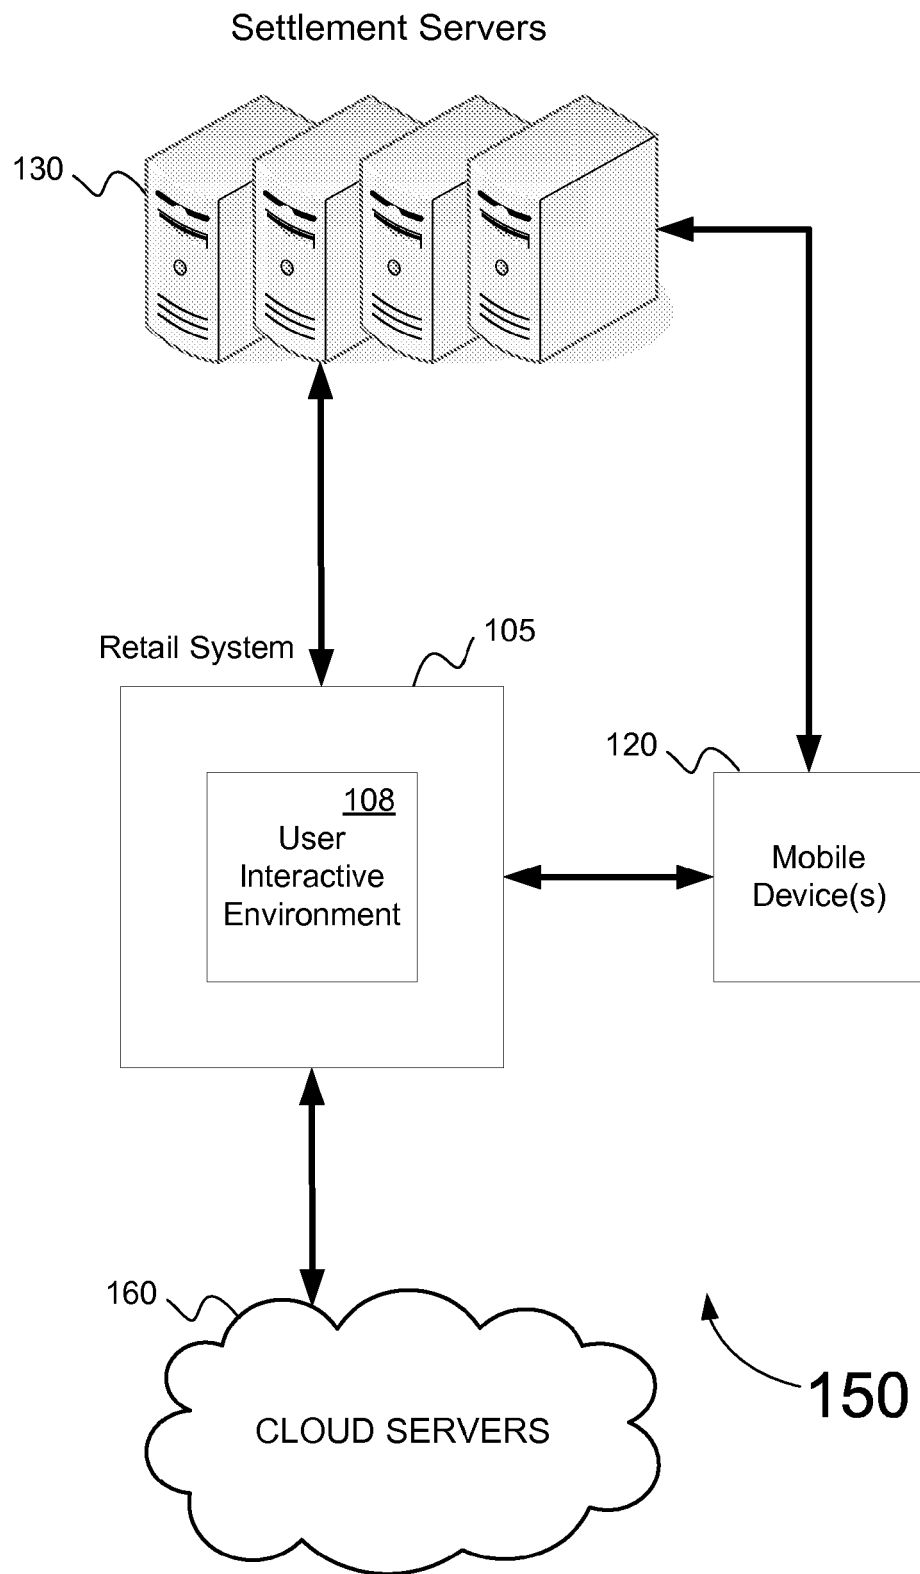 Settlement Servers
130
105
Retail System
120
108
User
Interactive
Environment
Mobile
Device(s)
160
CLOUD SERVERS
150